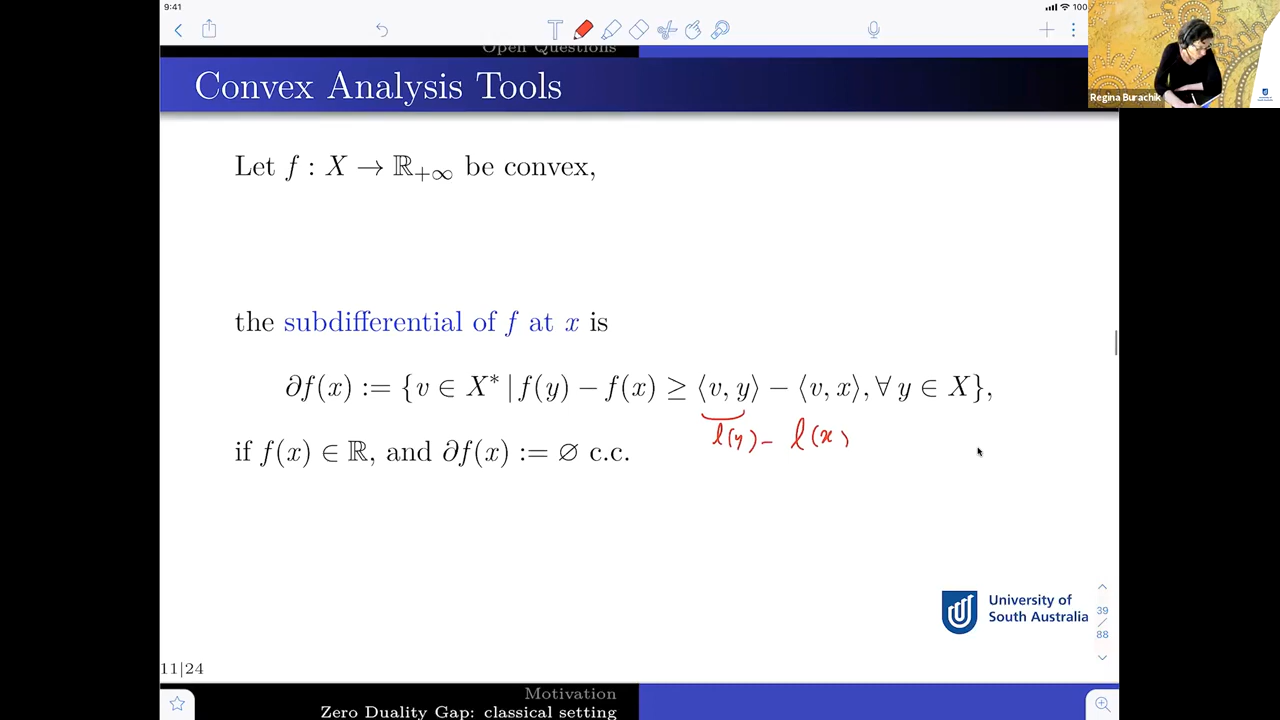 9:41
100
Open Questions
Convex Analysis Tools
Regina Burachik
Let f : X → ℝ₊∞ be convex,
the subdifferential of f at x is
∂f(x) := {v ∈ X* | f(y) − f(x) ≥ ⟨v, y⟩ − ⟨v, x⟩, ∀ y ∈ X},
l(y) - l(x)
if f(x) ∈ ℝ, and ∂f(x) := ∅ c.c.
University of
South Australia
39
/
88
11|24
Motivation
Zero Duality Gap: classical setting